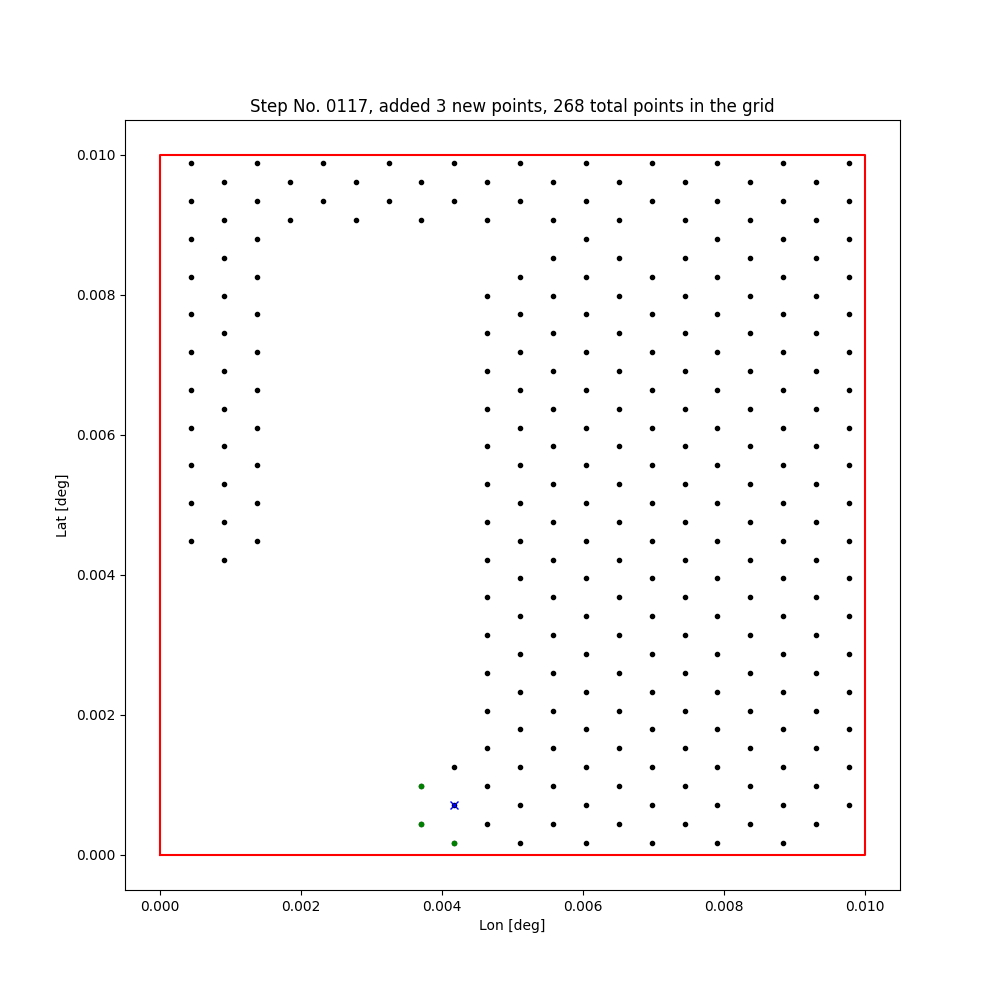 Step No. 0117, added 3 new points, 268 total points in the grid
0.010
0.008
0.006
0.004
0.002
0.000
Lat [deg]
0.000 0.002 0.004 0.006 0.008 0.010
Lon [deg]